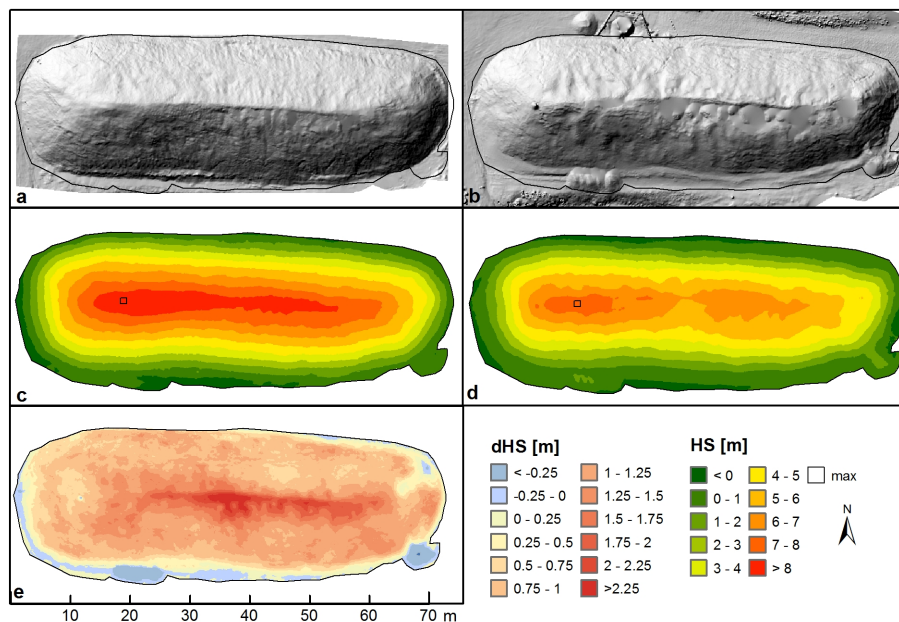 a
b
c
d
e
dHS [m]
< -0.25
-0.25 - 0
0 - 0.25
0.25 - 0.5
0.5 - 0.75
0.75 - 1
1 - 1.25
1.25 - 1.5
1.5 - 1.75
1.75 - 2
2 - 2.25
>2.25
HS [m]
< 0
0 - 1
1 - 2
2 - 3
3 - 4
4 - 5
5 - 6
6 - 7
7 - 8
> 8
max
N
10 20 30 40 50 60 70 m